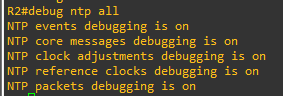 R2#debug ntp all
NTP events debugging is on
NTP core messages debugging is on
NTP clock adjustments debugging is on
NTP reference clocks debugging is on
NTP packets debugging is on